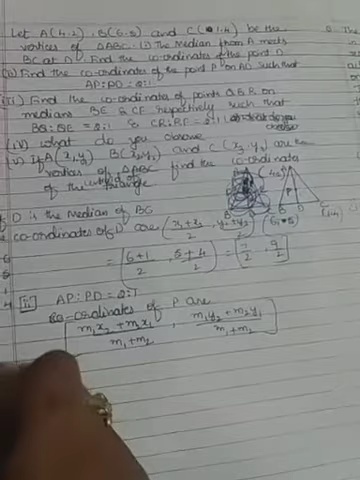 Let A(4,2), B(6,5) and C(1,4) be the
vertices of ΔABC. (i) The Median from A meets
BC at D. Find the co-ordinates of the point D
(ii) Find the co-ordinates of the point P on AD such that
AP:PD = 2:1
(iii) Find the co-ordinates of points Q & R on
medians BE & CF respectively such that
BQ:QE = 2:1 & CR:RF = 2:1
(iv) what do you observe
(v) If A(x₁,y₁) B(x₂,y₂) and C(x₃,y₃) are
vertices of ΔABC find the co-ordinates
of the centroid of triangle
D is the median of BC
co-ordinates of D are (x₁+x₂/2, y₁+y₂/2)
= [6+1/2, 5+4/2] = [7/2, 9/2]
[ii] AP:PD = 2:1
co-ordinates of P are
[m₁x₂+m₂x₁/m₁+m₂, m₁y₂+m₂y₁/m₁+m₂]